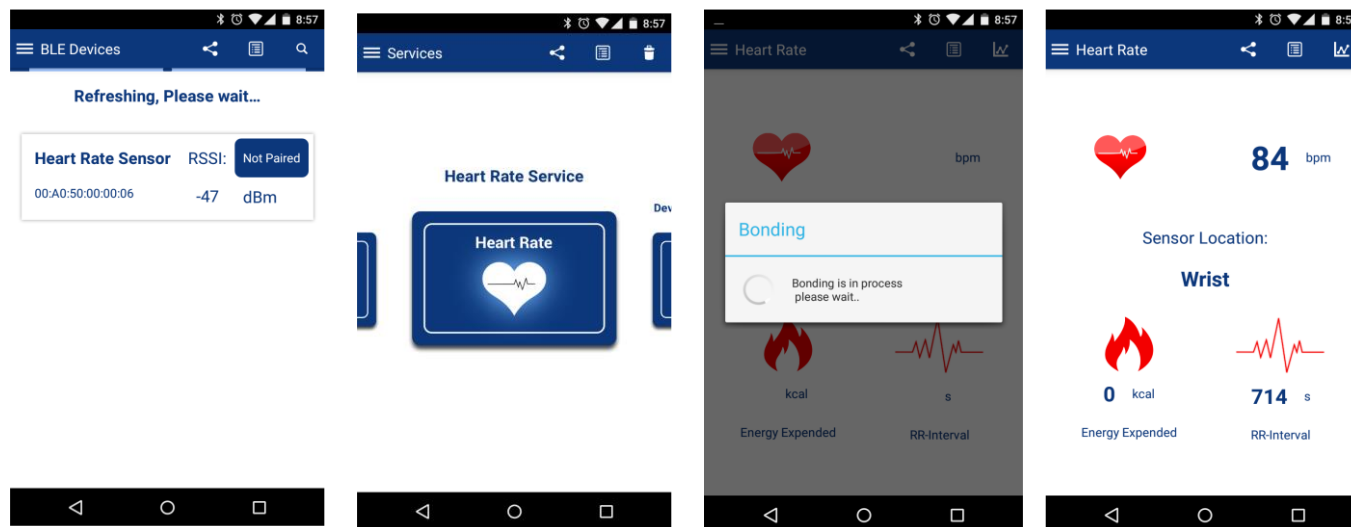 8:57
BLE Devices
Refreshing, Please wait...
Heart Rate Sensor RSSI: Not Paired
00:A0:50:00:00:06 -47 dBm
8:57
Services
Heart Rate Service
Dev
Heart Rate
8:57
Heart Rate
bpm
Bonding
Bonding is in process
please wait..
kcal s
Energy Expended RR-Interval
8:5
Heart Rate
84 bpm
Sensor Location:
Wrist
0 kcal 714 s
Energy Expended RR-Interval